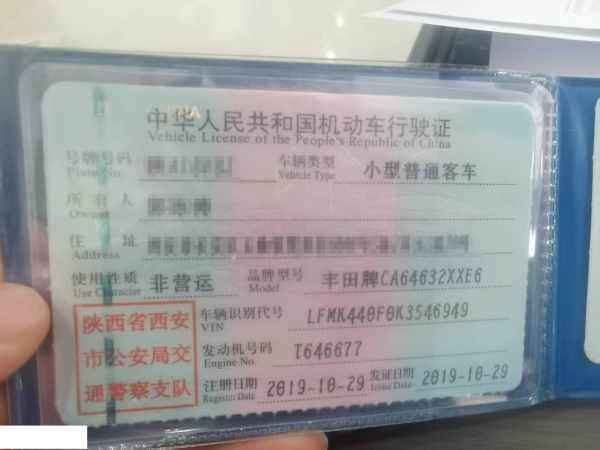 中华人民共和国机动车行驶证
Vehicle License of the People's Republic of China
号牌号码 车辆类型 小型普通客车
Plate No. Vehicle Type
所有人
Owner
住址
Address
使用性质 非营运 品牌型号 丰田牌CA64632XXE6
Use Character Model
陕西省西安
市公安局交
通警察支队
车辆识别代号 LFMK440F0K3546949
VIN
发动机号码 T646677
Engine No.
注册日期 2019-10-29 发证日期 2019-10-29
Register Date Issue Date